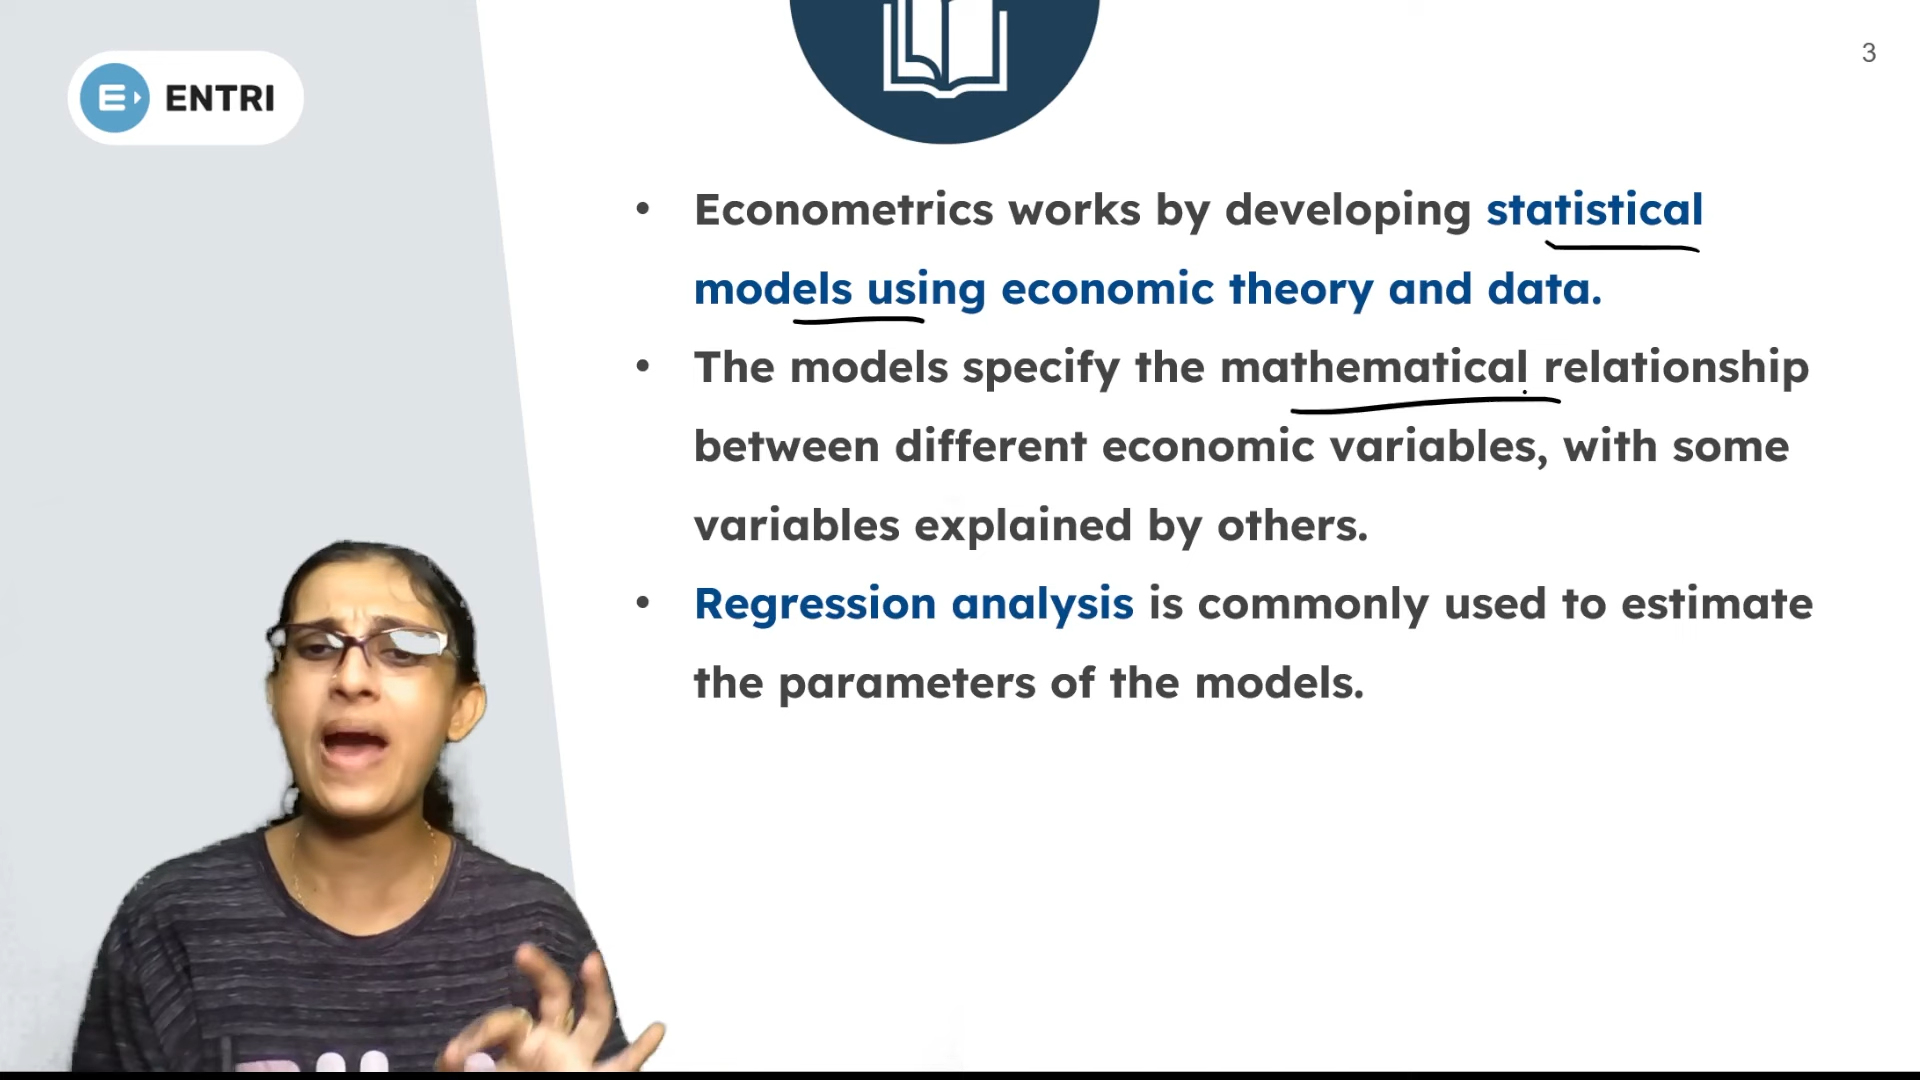 3
ENTRI
• Econometrics works by developing statistical
models using economic theory and data.
• The models specify the mathematical relationship
between different economic variables, with some
variables explained by others.
• Regression analysis is commonly used to estimate
the parameters of the models.